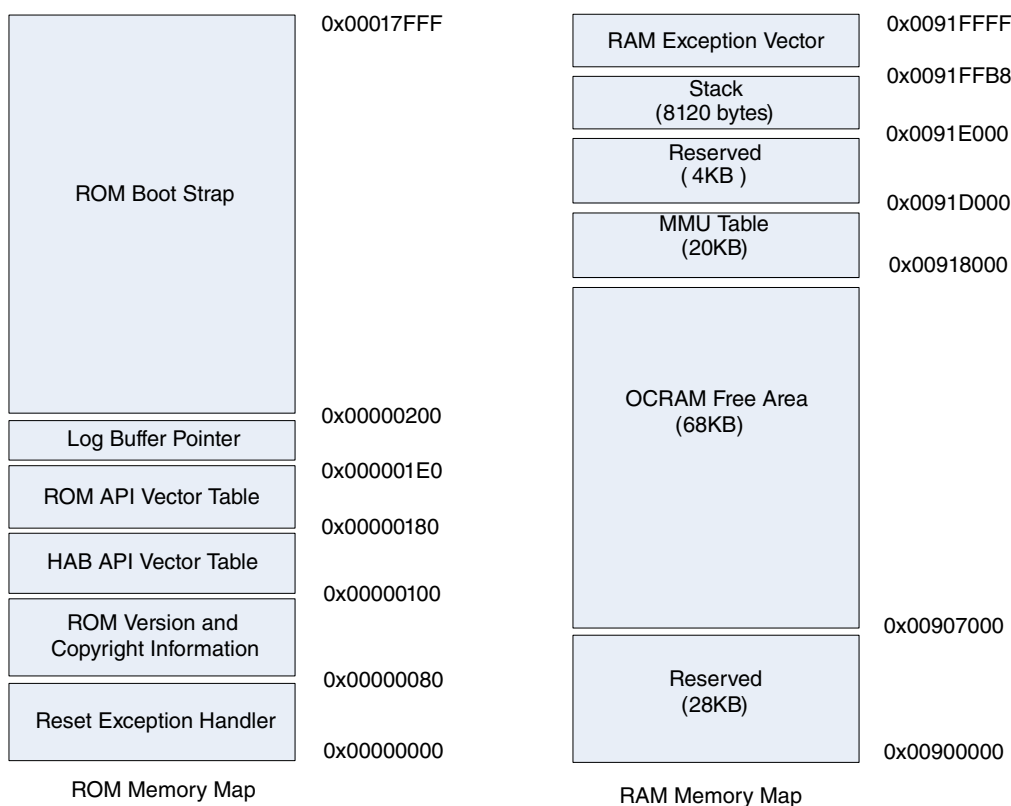 0x00017FFF
ROM Boot Strap
0x00000200
Log Buffer Pointer
0x000001E0
ROM API Vector Table
0x00000180
HAB API Vector Table
0x00000100
ROM Version and
Copyright Information
0x00000080
Reset Exception Handler
0x00000000
ROM Memory Map
0x0091FFFF
RAM Exception Vector
0x0091FFB8
Stack
(8120 bytes)
0x0091E000
Reserved
( 4KB )
0x0091D000
MMU Table
(20KB)
0x00918000
OCRAM Free Area
(68KB)
0x00907000
Reserved
(28KB)
0x00900000
RAM Memory Map